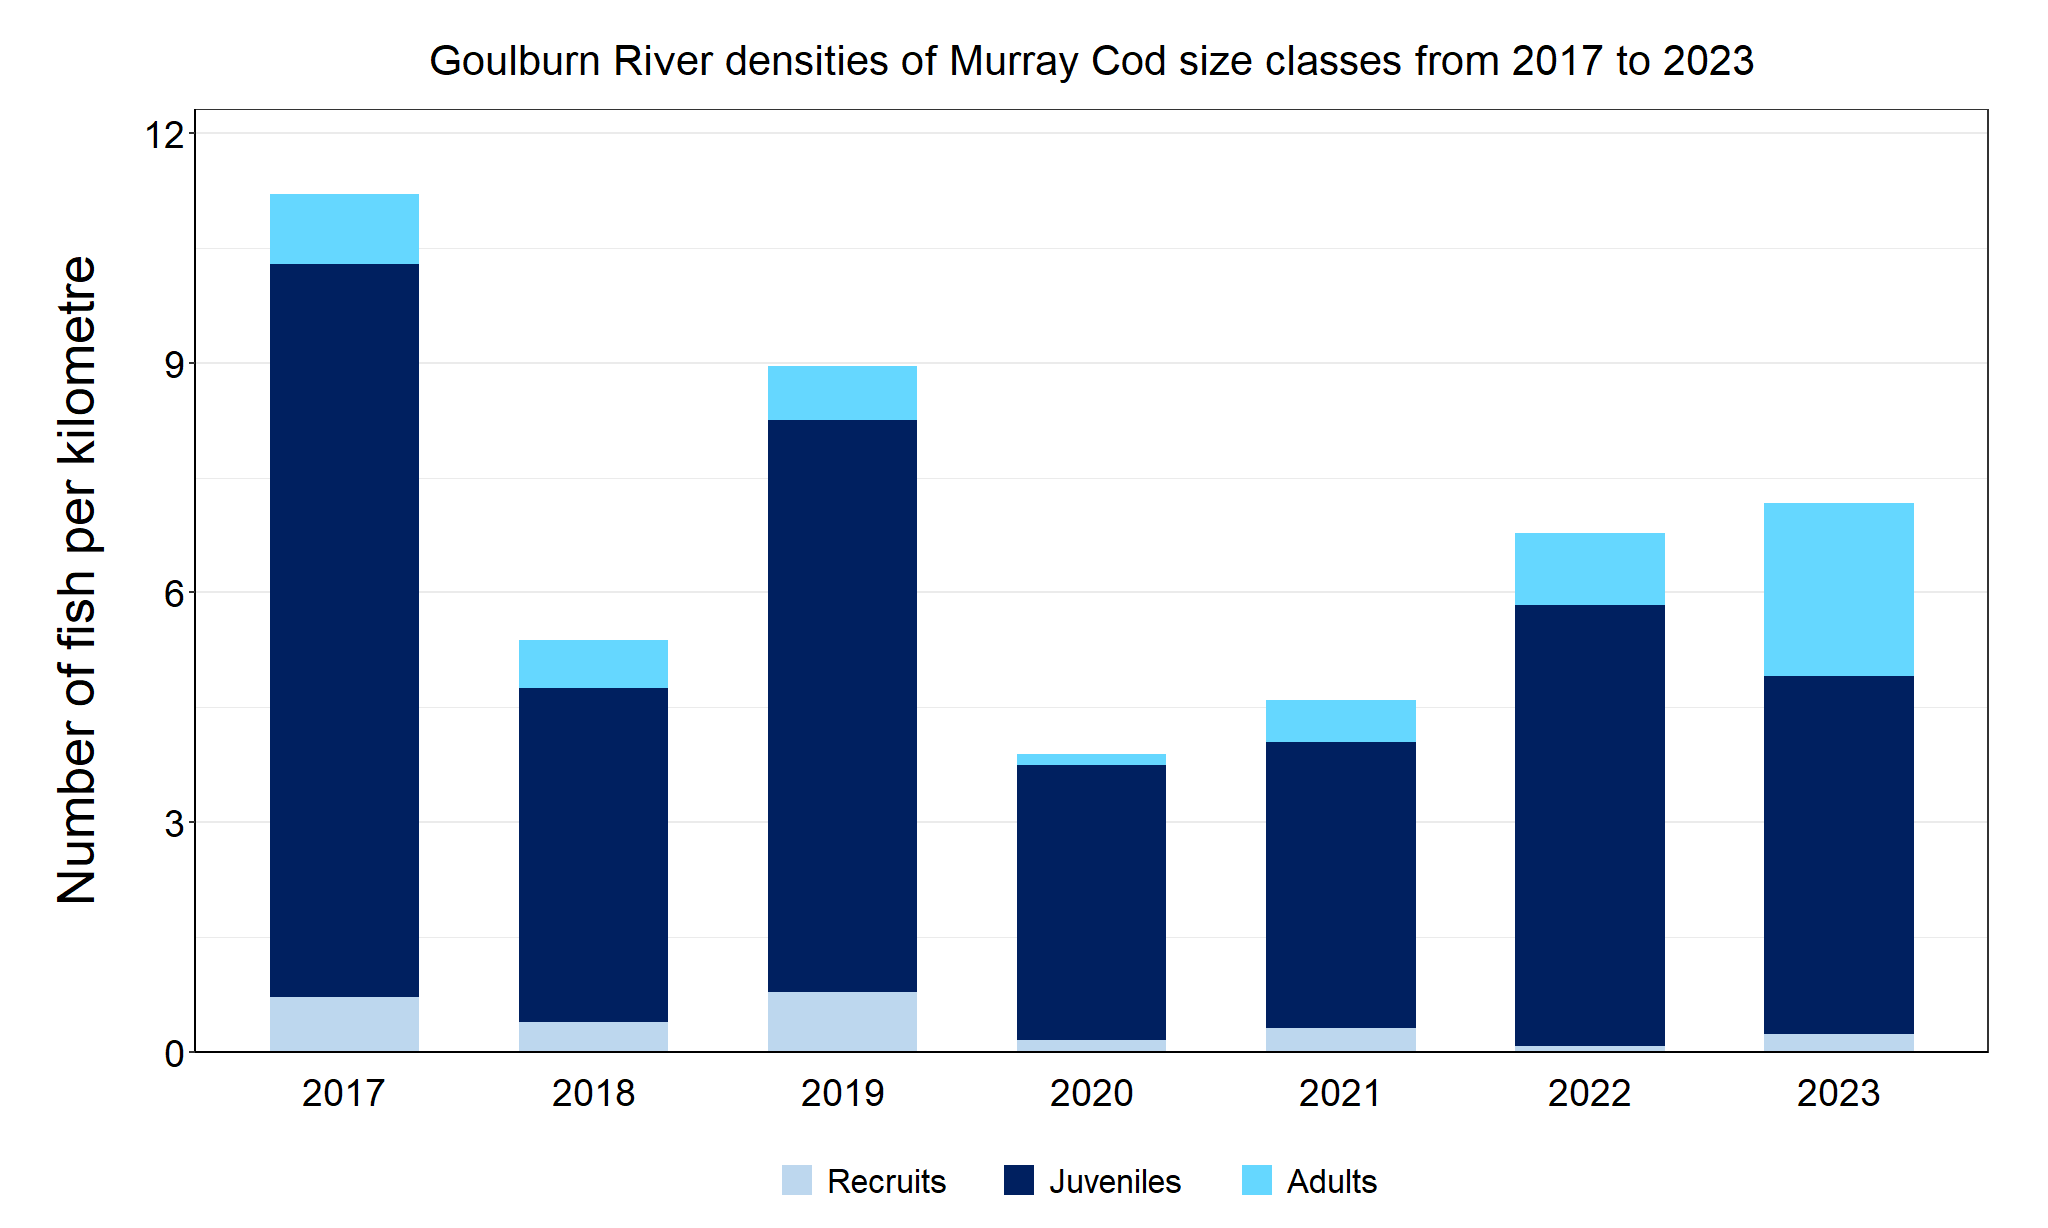 Goulburn River densities of Murray Cod size classes from 2017 to 2023
Number of fish per kilometre
12
9
6
3
0
2017 2018 2019 2020 2021 2022 2023
Recruits Juveniles Adults